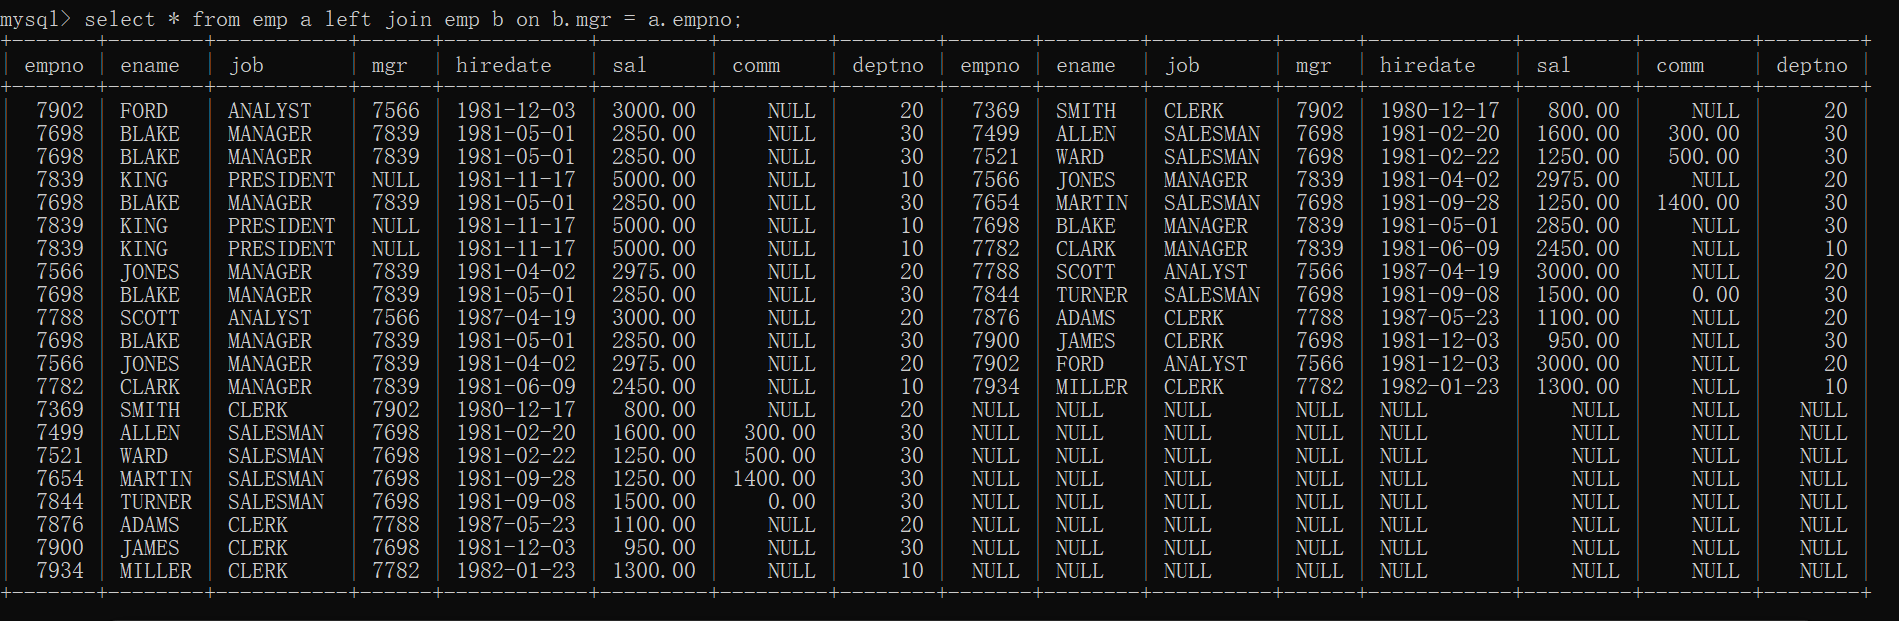 mysql> select * from emp a left join emp b on b.mgr = a.empno;
+-------+--------+-----------+------+------------+---------+---------+--------+-------+--------+-----------+------+------------+---------+---------+--------+
| empno | ename  | job       | mgr  | hiredate   | sal     | comm    | deptno | empno | ename  | job       | mgr  | hiredate   | sal     | comm    | deptno |
+-------+--------+-----------+------+------------+---------+---------+--------+-------+--------+-----------+------+------------+---------+---------+--------+
|  7902 | FORD   | ANALYST   | 7566 | 1981-12-03 | 3000.00 |    NULL |     20 |  7369 | SMITH  | CLERK     | 7902 | 1980-12-17 |  800.00 |    NULL |     20 |
|  7698 | BLAKE  | MANAGER   | 7839 | 1981-05-01 | 2850.00 |    NULL |     30 |  7499 | ALLEN  | SALESMAN  | 7698 | 1981-02-20 | 1600.00 |  300.00 |     30 |
|  7698 | BLAKE  | MANAGER   | 7839 | 1981-05-01 | 2850.00 |    NULL |     30 |  7521 | WARD   | SALESMAN  | 7698 | 1981-02-22 | 1250.00 |  500.00 |     30 |
|  7839 | KING   | PRESIDENT | NULL | 1981-11-17 | 5000.00 |    NULL |     10 |  7566 | JONES  | MANAGER   | 7839 | 1981-04-02 | 2975.00 |    NULL |     20 |
|  7698 | BLAKE  | MANAGER   | 7839 | 1981-05-01 | 2850.00 |    NULL |     30 |  7654 | MARTIN | SALESMAN  | 7698 | 1981-09-28 | 1250.00 | 1400.00 |     30 |
|  7839 | KING   | PRESIDENT | NULL | 1981-11-17 | 5000.00 |    NULL |     10 |  7698 | BLAKE  | MANAGER   | 7839 | 1981-05-01 | 2850.00 |    NULL |     30 |
|  7839 | KING   | PRESIDENT | NULL | 1981-11-17 | 5000.00 |    NULL |     10 |  7782 | CLARK  | MANAGER   | 7839 | 1981-06-09 | 2450.00 |    NULL |     10 |
|  7566 | JONES  | MANAGER   | 7839 | 1981-04-02 | 2975.00 |    NULL |     20 |  7788 | SCOTT  | ANALYST   | 7566 | 1987-04-19 | 3000.00 |    NULL |     20 |
|  7698 | BLAKE  | MANAGER   | 7839 | 1981-05-01 | 2850.00 |    NULL |     30 |  7844 | TURNER | SALESMAN  | 7698 | 1981-09-08 | 1500.00 |    0.00 |     30 |
|  7788 | SCOTT  | ANALYST   | 7566 | 1987-04-19 | 3000.00 |    NULL |     20 |  7876 | ADAMS  | CLERK     | 7788 | 1987-05-23 | 1100.00 |    NULL |     20 |
|  7698 | BLAKE  | MANAGER   | 7839 | 1981-05-01 | 2850.00 |    NULL |     30 |  7900 | JAMES  | CLERK     | 7698 | 1981-12-03 |  950.00 |    NULL |     30 |
|  7566 | JONES  | MANAGER   | 7839 | 1981-04-02 | 2975.00 |    NULL |     20 |  7902 | FORD   | ANALYST   | 7566 | 1981-12-03 | 3000.00 |    NULL |     20 |
|  7782 | CLARK  | MANAGER   | 7839 | 1981-06-09 | 2450.00 |    NULL |     10 |  7934 | MILLER | CLERK     | 7782 | 1982-01-23 | 1300.00 |    NULL |     10 |
|  7369 | SMITH  | CLERK     | 7902 | 1980-12-17 |  800.00 |    NULL |     20 |  NULL | NULL   | NULL      | NULL | NULL       |    NULL |    NULL |   NULL |
|  7499 | ALLEN  | SALESMAN  | 7698 | 1981-02-20 | 1600.00 |  300.00 |     30 |  NULL | NULL   | NULL      | NULL | NULL       |    NULL |    NULL |   NULL |
|  7521 | WARD   | SALESMAN  | 7698 | 1981-02-22 | 1250.00 |  500.00 |     30 |  NULL | NULL   | NULL      | NULL | NULL       |    NULL |    NULL |   NULL |
|  7654 | MARTIN | SALESMAN  | 7698 | 1981-09-28 | 1250.00 | 1400.00 |     30 |  NULL | NULL   | NULL      | NULL | NULL       |    NULL |    NULL |   NULL |
|  7844 | TURNER | SALESMAN  | 7698 | 1981-09-08 | 1500.00 |    0.00 |     30 |  NULL | NULL   | NULL      | NULL | NULL       |    NULL |    NULL |   NULL |
|  7876 | ADAMS  | CLERK     | 7788 | 1987-05-23 | 1100.00 |    NULL |     20 |  NULL | NULL   | NULL      | NULL | NULL       |    NULL |    NULL |   NULL |
|  7900 | JAMES  | CLERK     | 7698 | 1981-12-03 |  950.00 |    NULL |     30 |  NULL | NULL   | NULL      | NULL | NULL       |    NULL |    NULL |   NULL |
|  7934 | MILLER | CLERK     | 7782 | 1982-01-23 | 1300.00 |    NULL |     10 |  NULL | NULL   | NULL      | NULL | NULL       |    NULL |    NULL |   NULL |
+-------+--------+-----------+------+------------+---------+---------+--------+-------+--------+-----------+------+------------+---------+---------+--------+